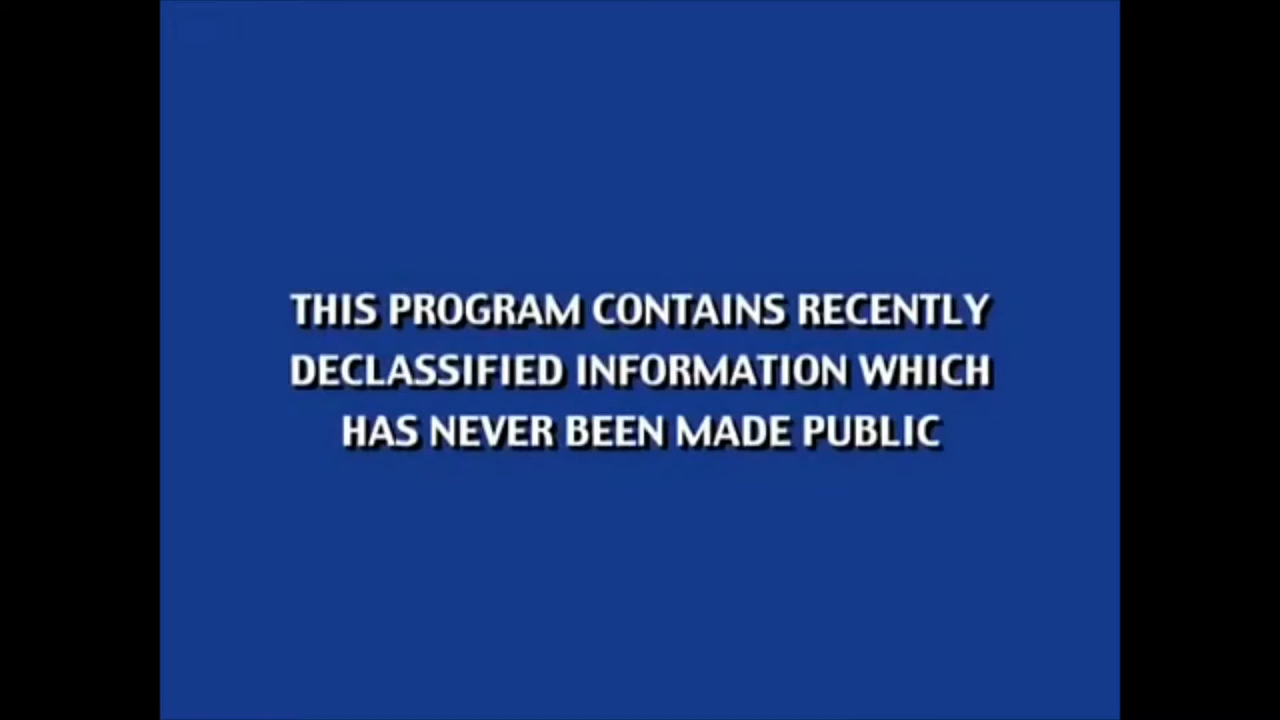 THIS PROGRAM CONTAINS RECENTLY
DECLASSIFIED INFORMATION WHICH
HAS NEVER BEEN MADE PUBLIC